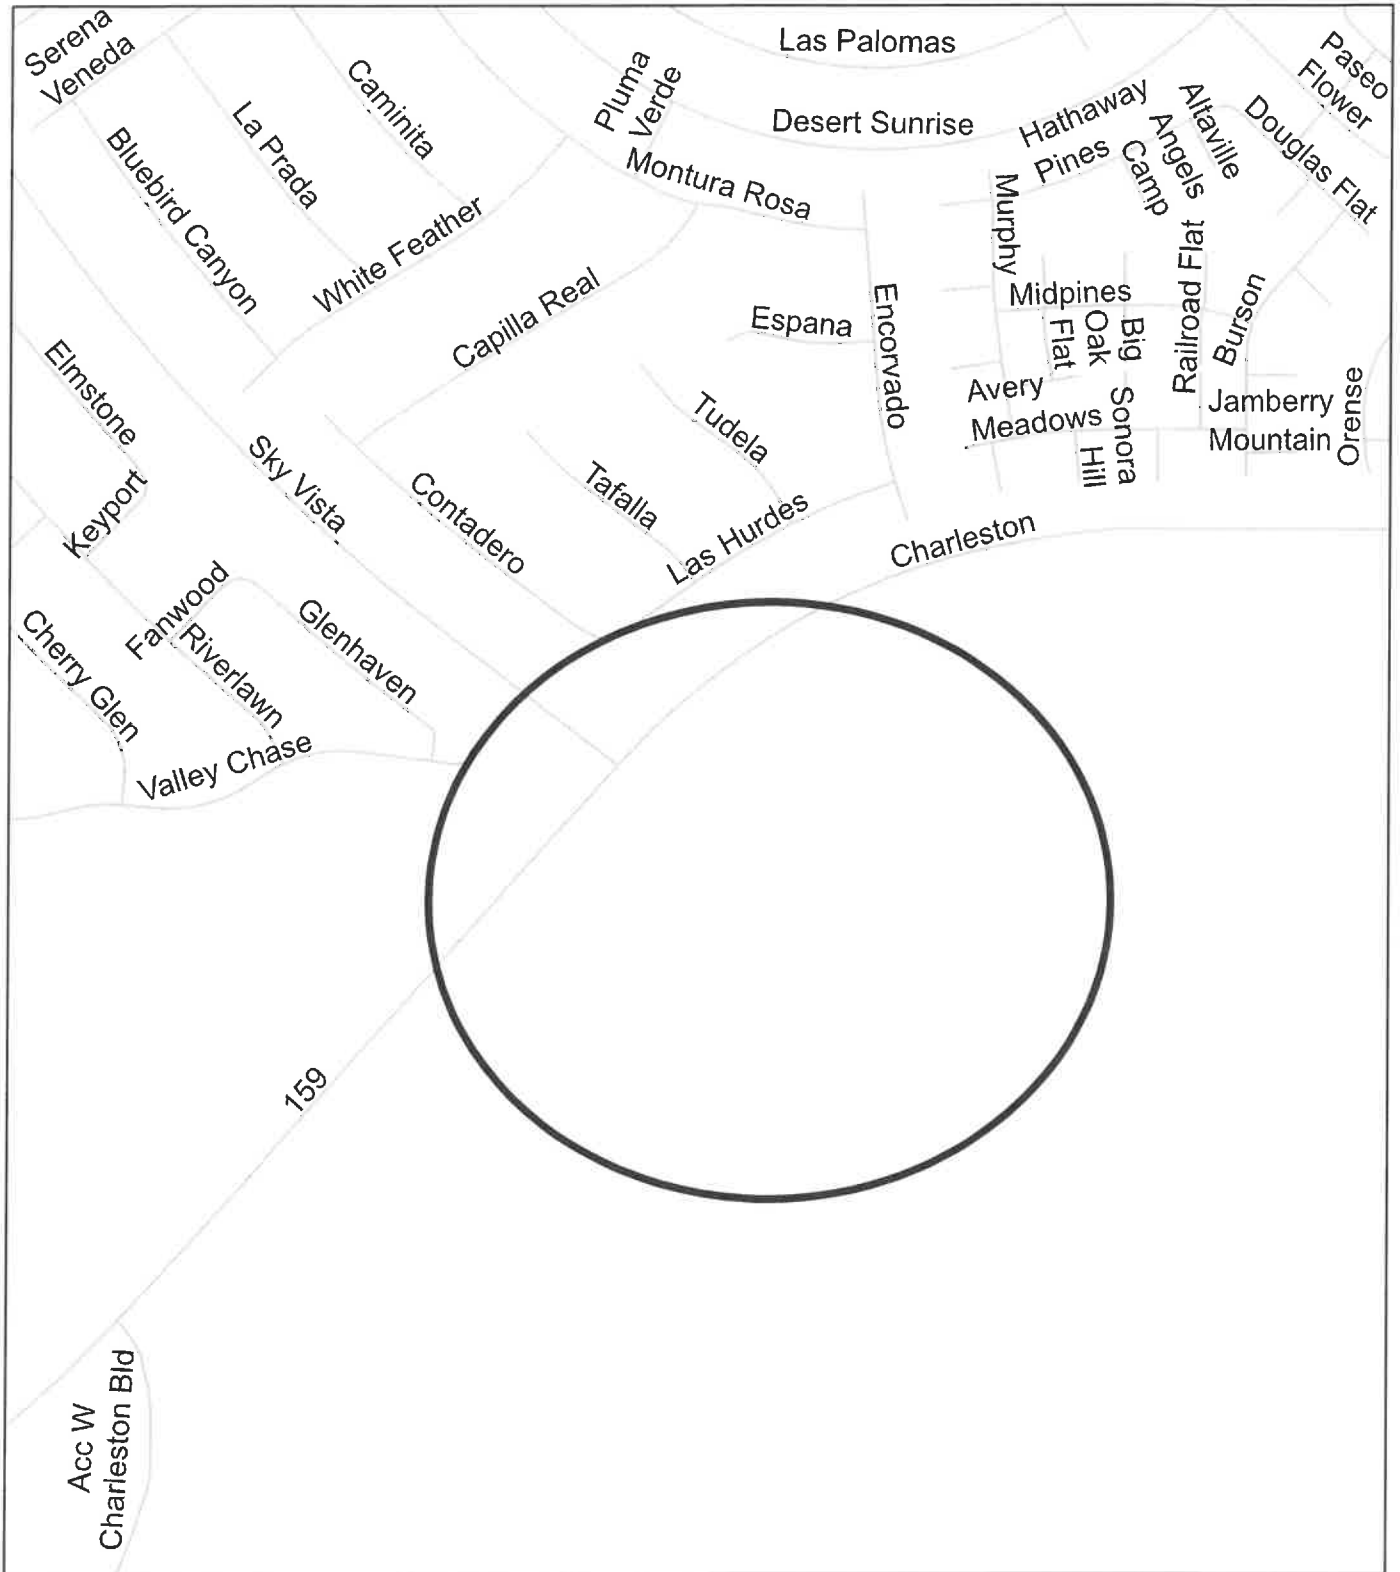 Serena
Veneda
Las Palomas
Paseo
Flower
Pluma
Verde
Caminita
La Prada
Bluebird Canyon
Desert Sunrise
Hathaway
Pines
Altaville
Angels
Camp
Douglas Flat
Montura Rosa
White Feather
Murphy
Railroad Flat
Capilla Real
Espana
Encorvado
Midpines
Big
Oak
Flat
Burson
Elmstone
Avery
Meadows
Sonora
Hill
Jamberry
Mountain
Orense
Tudela
Sky Vista
Contadero
Tafalla
Keyport
Las Hurdes
Charleston
Fanwood
Glenhaven
Cherry Glen
Riverlawn
Valley Chase
159
Acc W
Charleston Bld